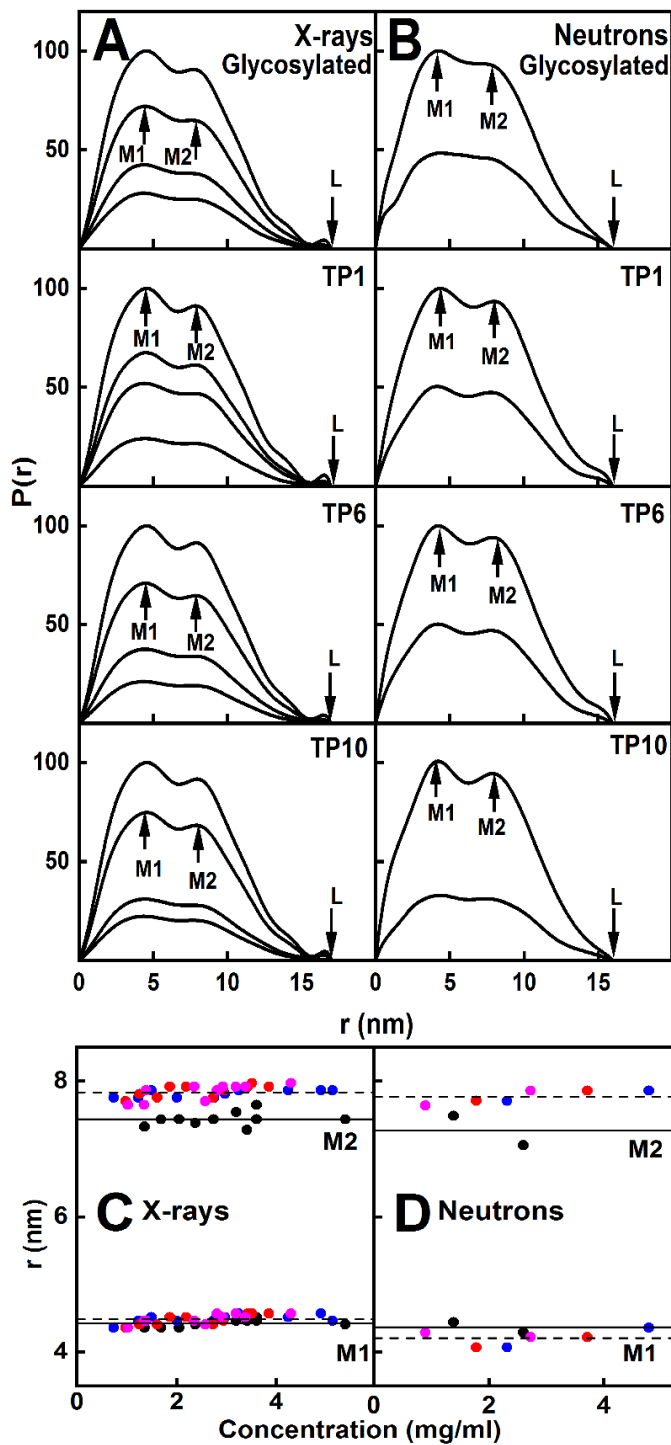 A
X-rays
Glycosylated
B
Neutrons
Glycosylated
100
50
M1
M2
L
M1
M2
L
TP1
100
50
M1
M2
L
TP1
M1
M2
L
P(r)
TP6
100
50
M1
M2
L
TP6
M1
M2
L
TP10
100
50
M1
M2
L
TP10
M1
M2
L
0
5
10
15
0
5
10
15
r (nm)
8
6
4
r (nm)
M2
C X-rays
M1
M2
D Neutrons
M1
0
2
4
0
2
4
Concentration (mg/ml)